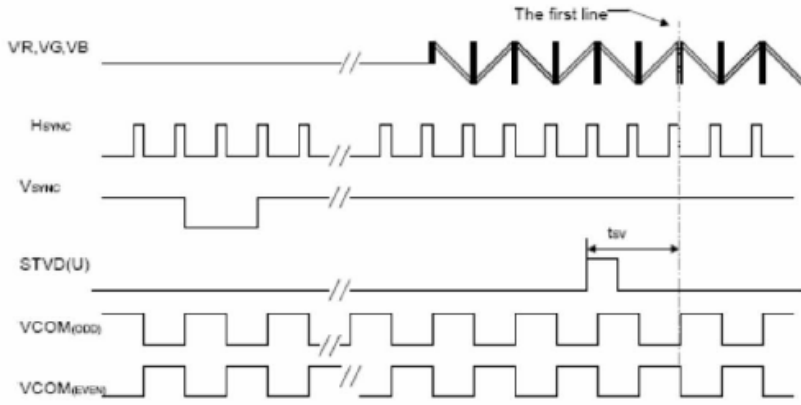 The first line
VR,VG,VB
HSYNC
VSYNC
tsv
STVD(U)
VCOM(ODD)
VCOM(EVEN)